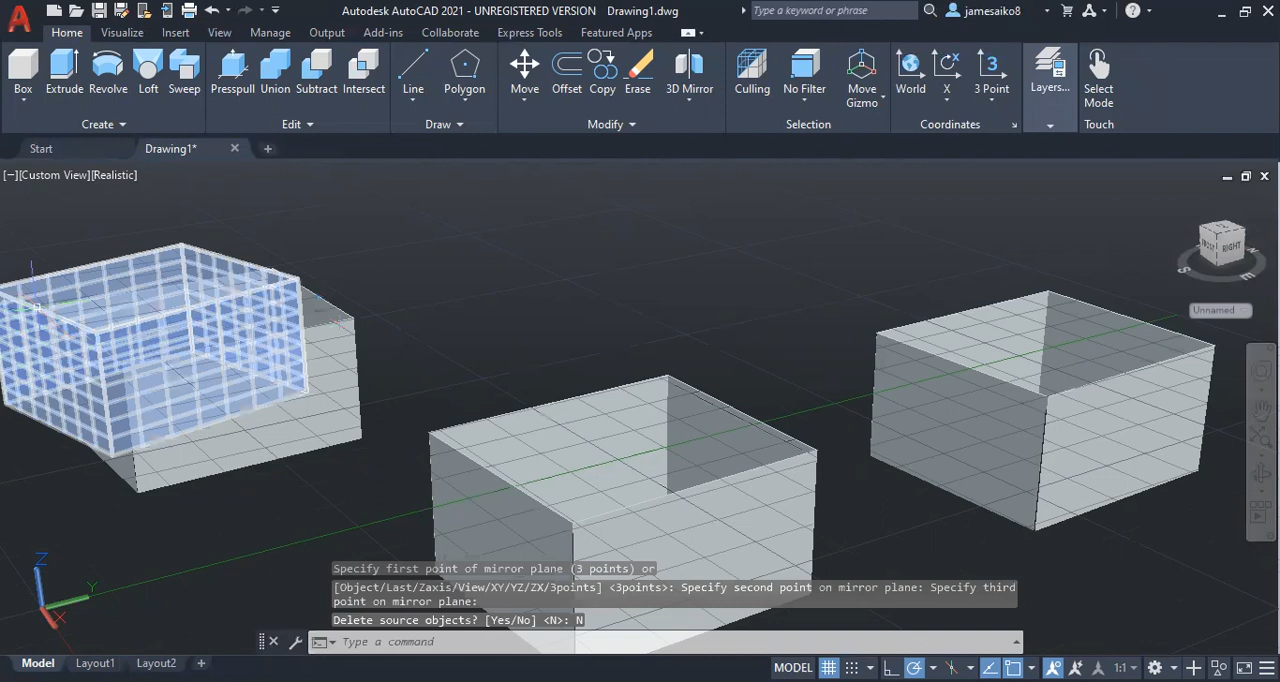 Autodesk AutoCAD 2021 - UNREGISTERED VERSION Drawing1.dwg Type a keyword or phrase jamesaiko8
Home Visualize Insert View Manage Output Add-ins Collaborate Express Tools Featured Apps
Box Extrude Revolve Loft Sweep Presspull Union Subtract Intersect Line Polygon Move Offset Copy Erase 3D Mirror Culling No Filter Move Gizmo World X 3 Point Layers... Select Mode
Create Edit Draw Modify Selection Coordinates Touch
Start Drawing1*
[−][Custom View][Realistic]
RIGHT
S E
Unnamed
Z
Y
X
Specify first point of mirror plane (3 points) or
[Object/Last/Zaxis/View/XY/YZ/ZX/3points] <3points>: Specify second point on mirror plane: Specify third
point on mirror plane:
Delete source objects? [Yes/No] <N>: N
Type a command
Model Layout1 Layout2 + MODEL 1:1